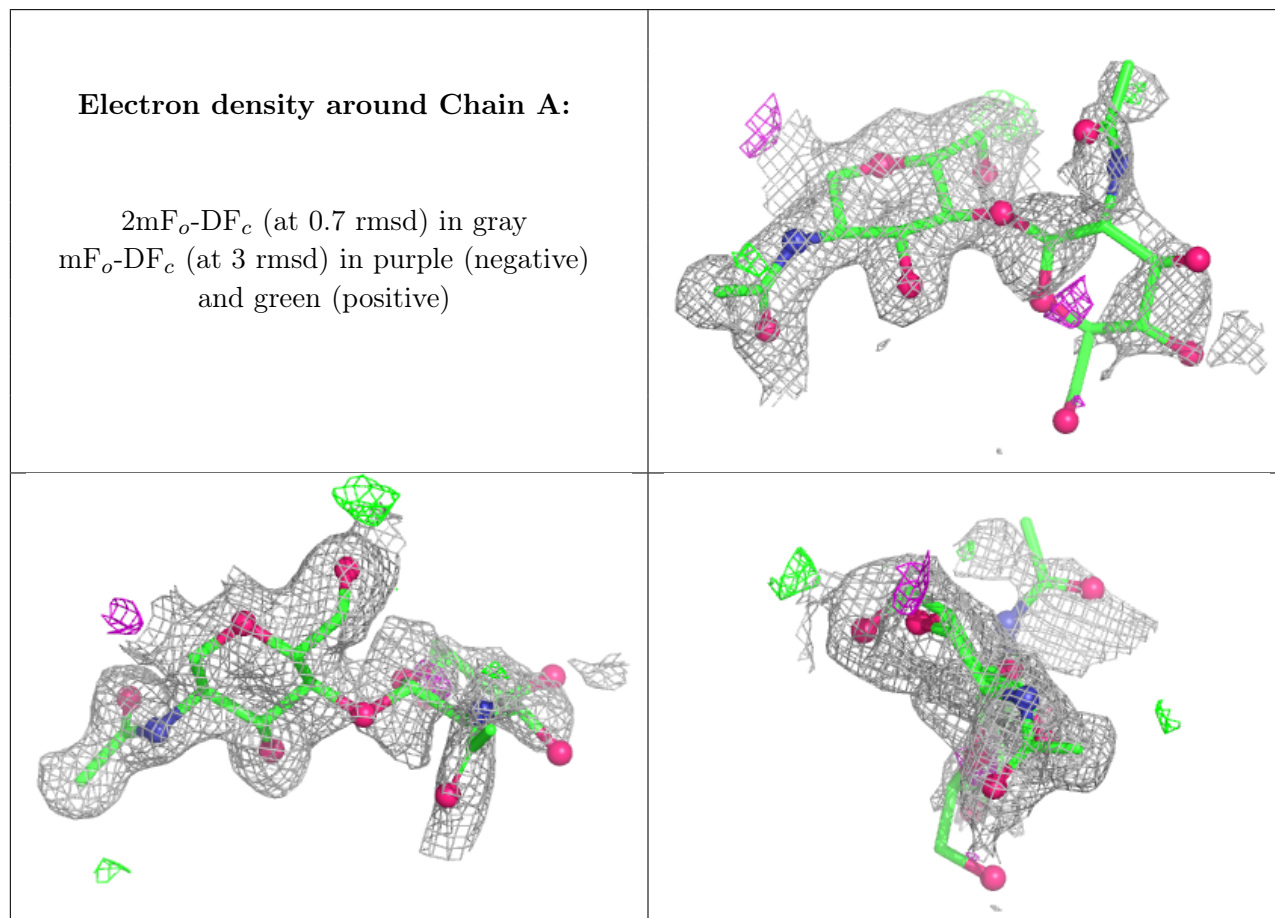 Electron density around Chain A:
2mFₒ-DF𝒸 (at 0.7 rmsd) in gray
mFₒ-DF𝒸 (at 3 rmsd) in purple (negative)
and green (positive)